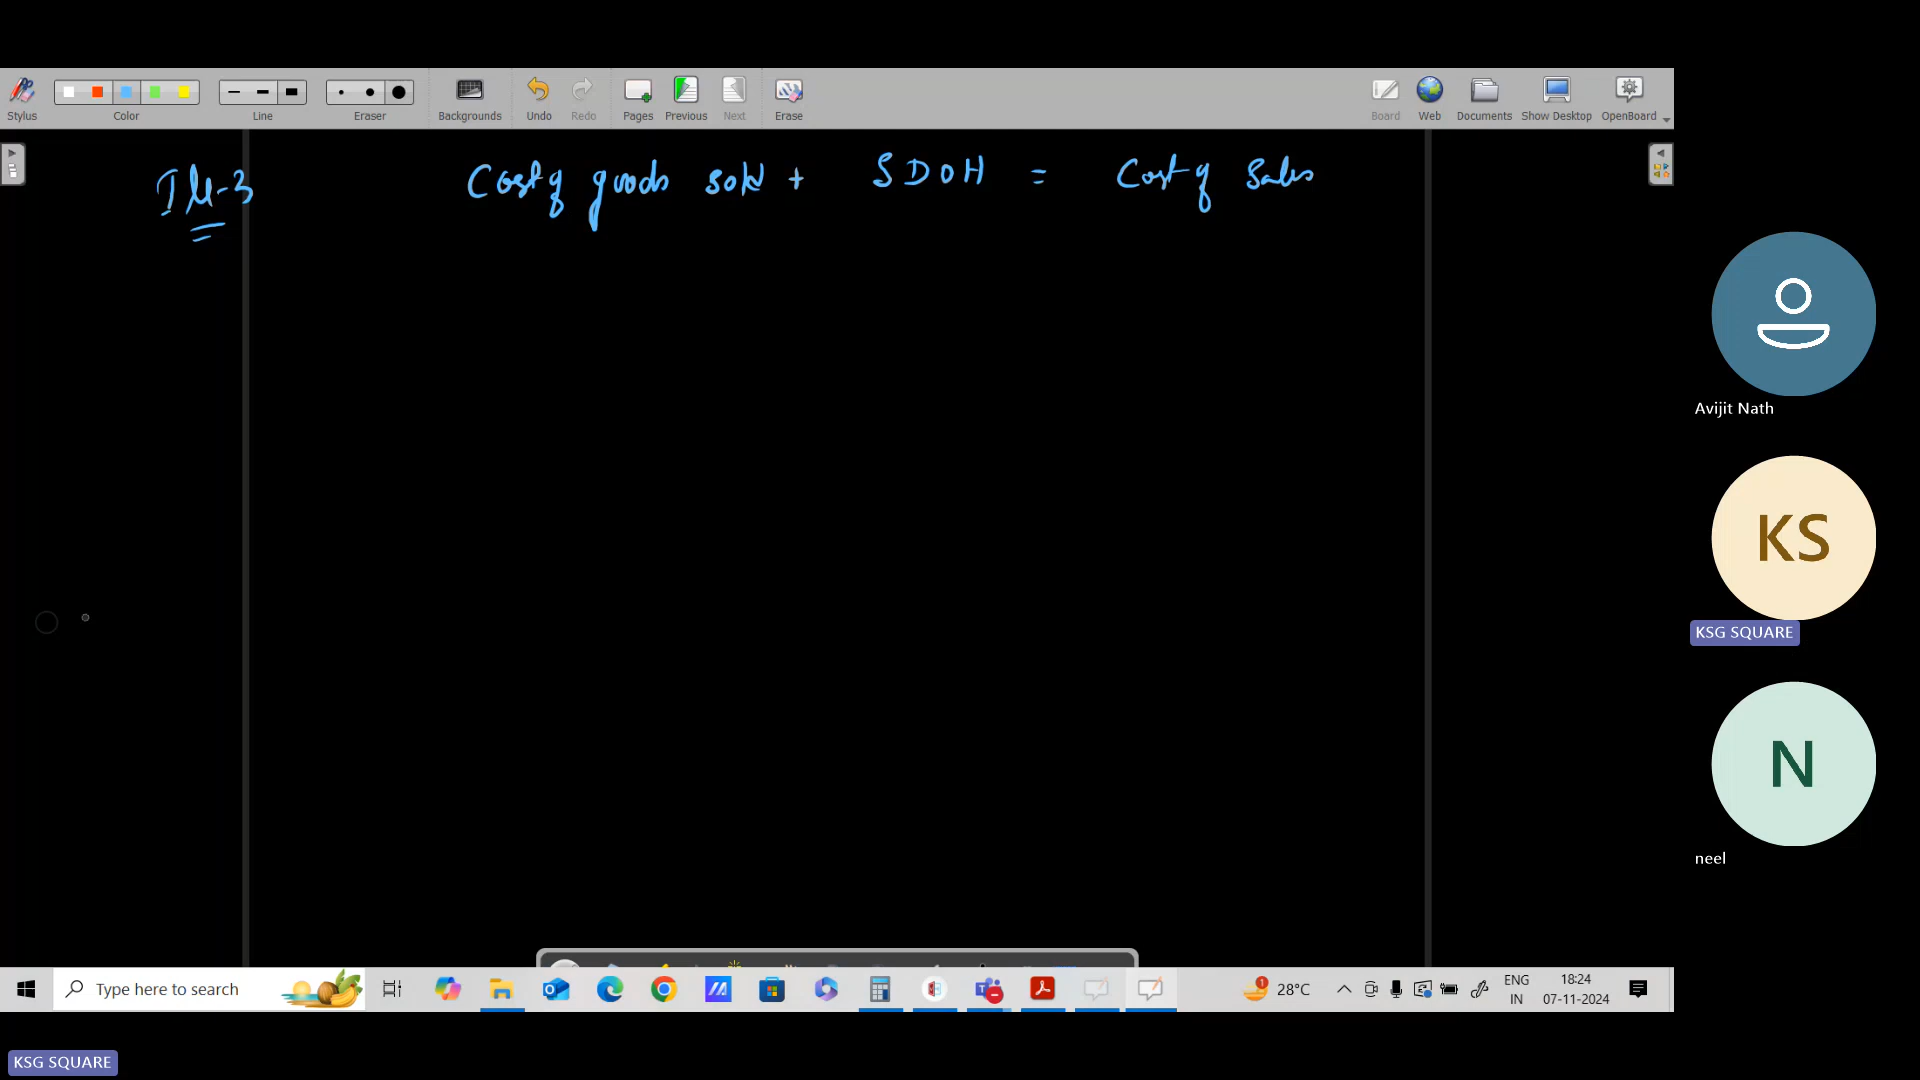 Stylus Color Line Eraser Backgrounds Undo Redo Pages Previous Next Erase Board Web Documents Show Desktop OpenBoard
Ill-3 Cost of goods sold + SDOH = Cost of Sales
Avijit Nath
KS
KSG SQUARE
N
neel
Type here to search
28°C
ENG
IN
18:24
07-11-2024
KSG SQUARE